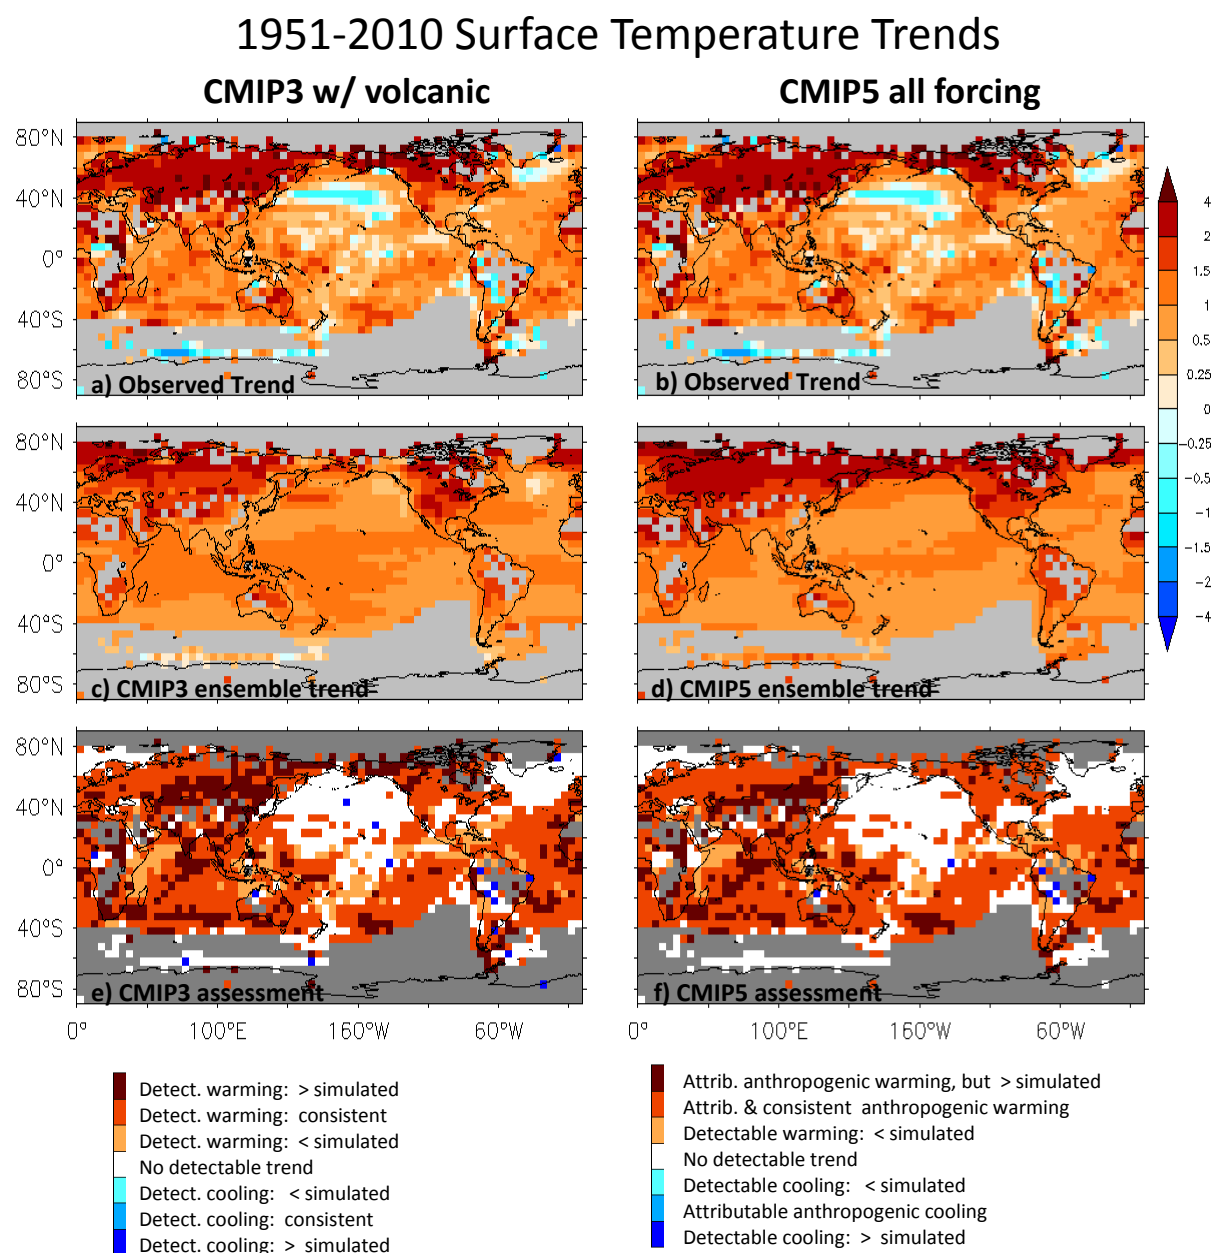 1951-2010 Surface Temperature Trends
CMIP3 w/ volcanic
CMIP5 all forcing
80°N
40°N
0°
40°S
80°S
a) Observed Trend
b) Observed Trend
4
2
1.5
1
0.5
0.25
0
-0.25
-0.5
-1
-1.5
-2
-4
80°N
40°N
0°
40°S
80°S
c) CMIP3 ensemble trend
d) CMIP5 ensemble trend
80°N
40°N
0°
40°S
80°S
e) CMIP3 assessment
f) CMIP5 assessment
0° 100°E 160°W 60°W
0° 100°E 160°W 60°W
Detect. warming: > simulated
Detect. warming: consistent
Detect. warming: < simulated
No detectable trend
Detect. cooling: < simulated
Detect. cooling: consistent
Detect. cooling: > simulated
Attrib. anthropogenic warming, but > simulated
Attrib. & consistent anthropogenic warming
Detectable warming: < simulated
No detectable trend
Detectable cooling: < simulated
Attributable anthropogenic cooling
Detectable cooling: > simulated